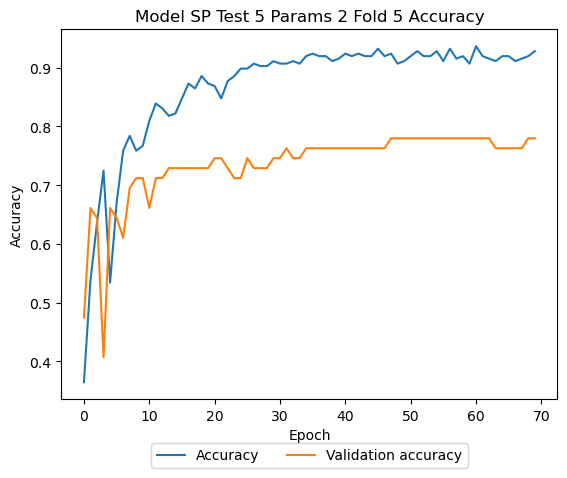 Model SP Test 5 Params 2 Fold 5 Accuracy
Accuracy
0.9
0.8
0.7
0.6
0.5
0.4
0 10 20 30 40 50 60 70
Epoch
Accuracy Validation accuracy